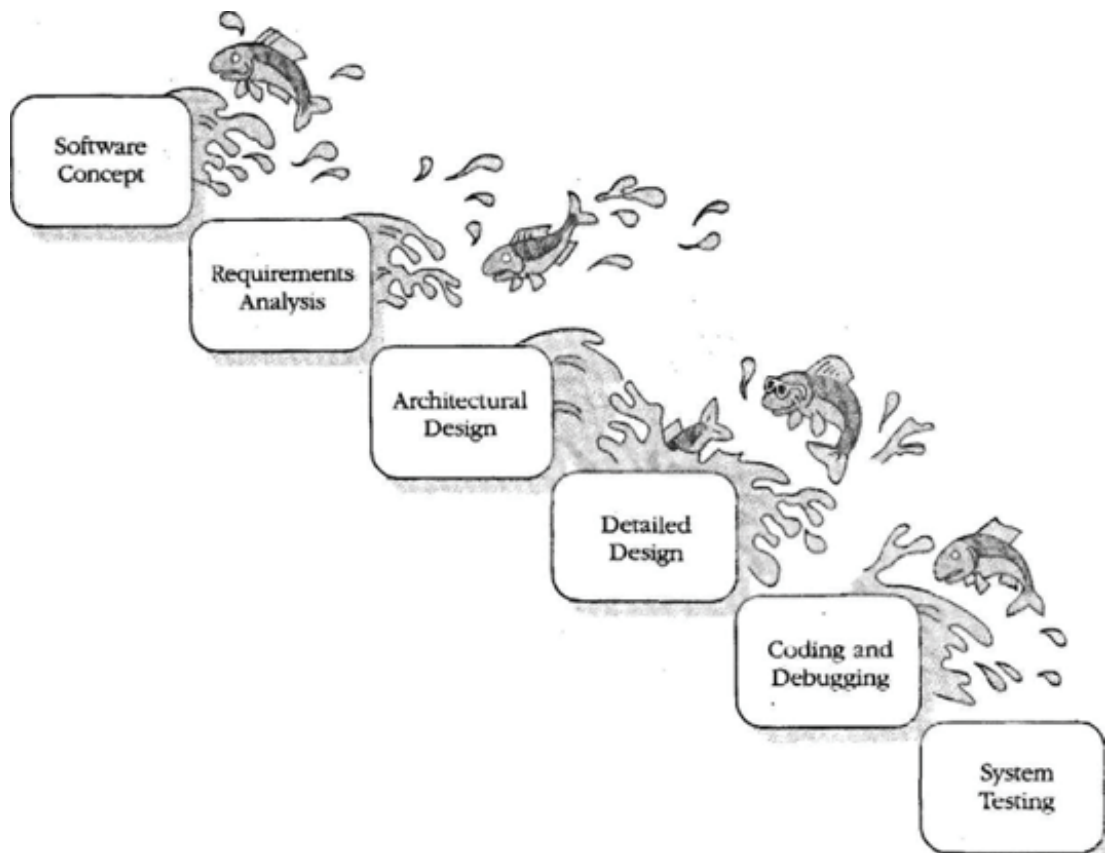 Software
Concept
Requirements
Analysis
Architectural
Design
Detailed
Design
Coding and
Debugging
System
Testing